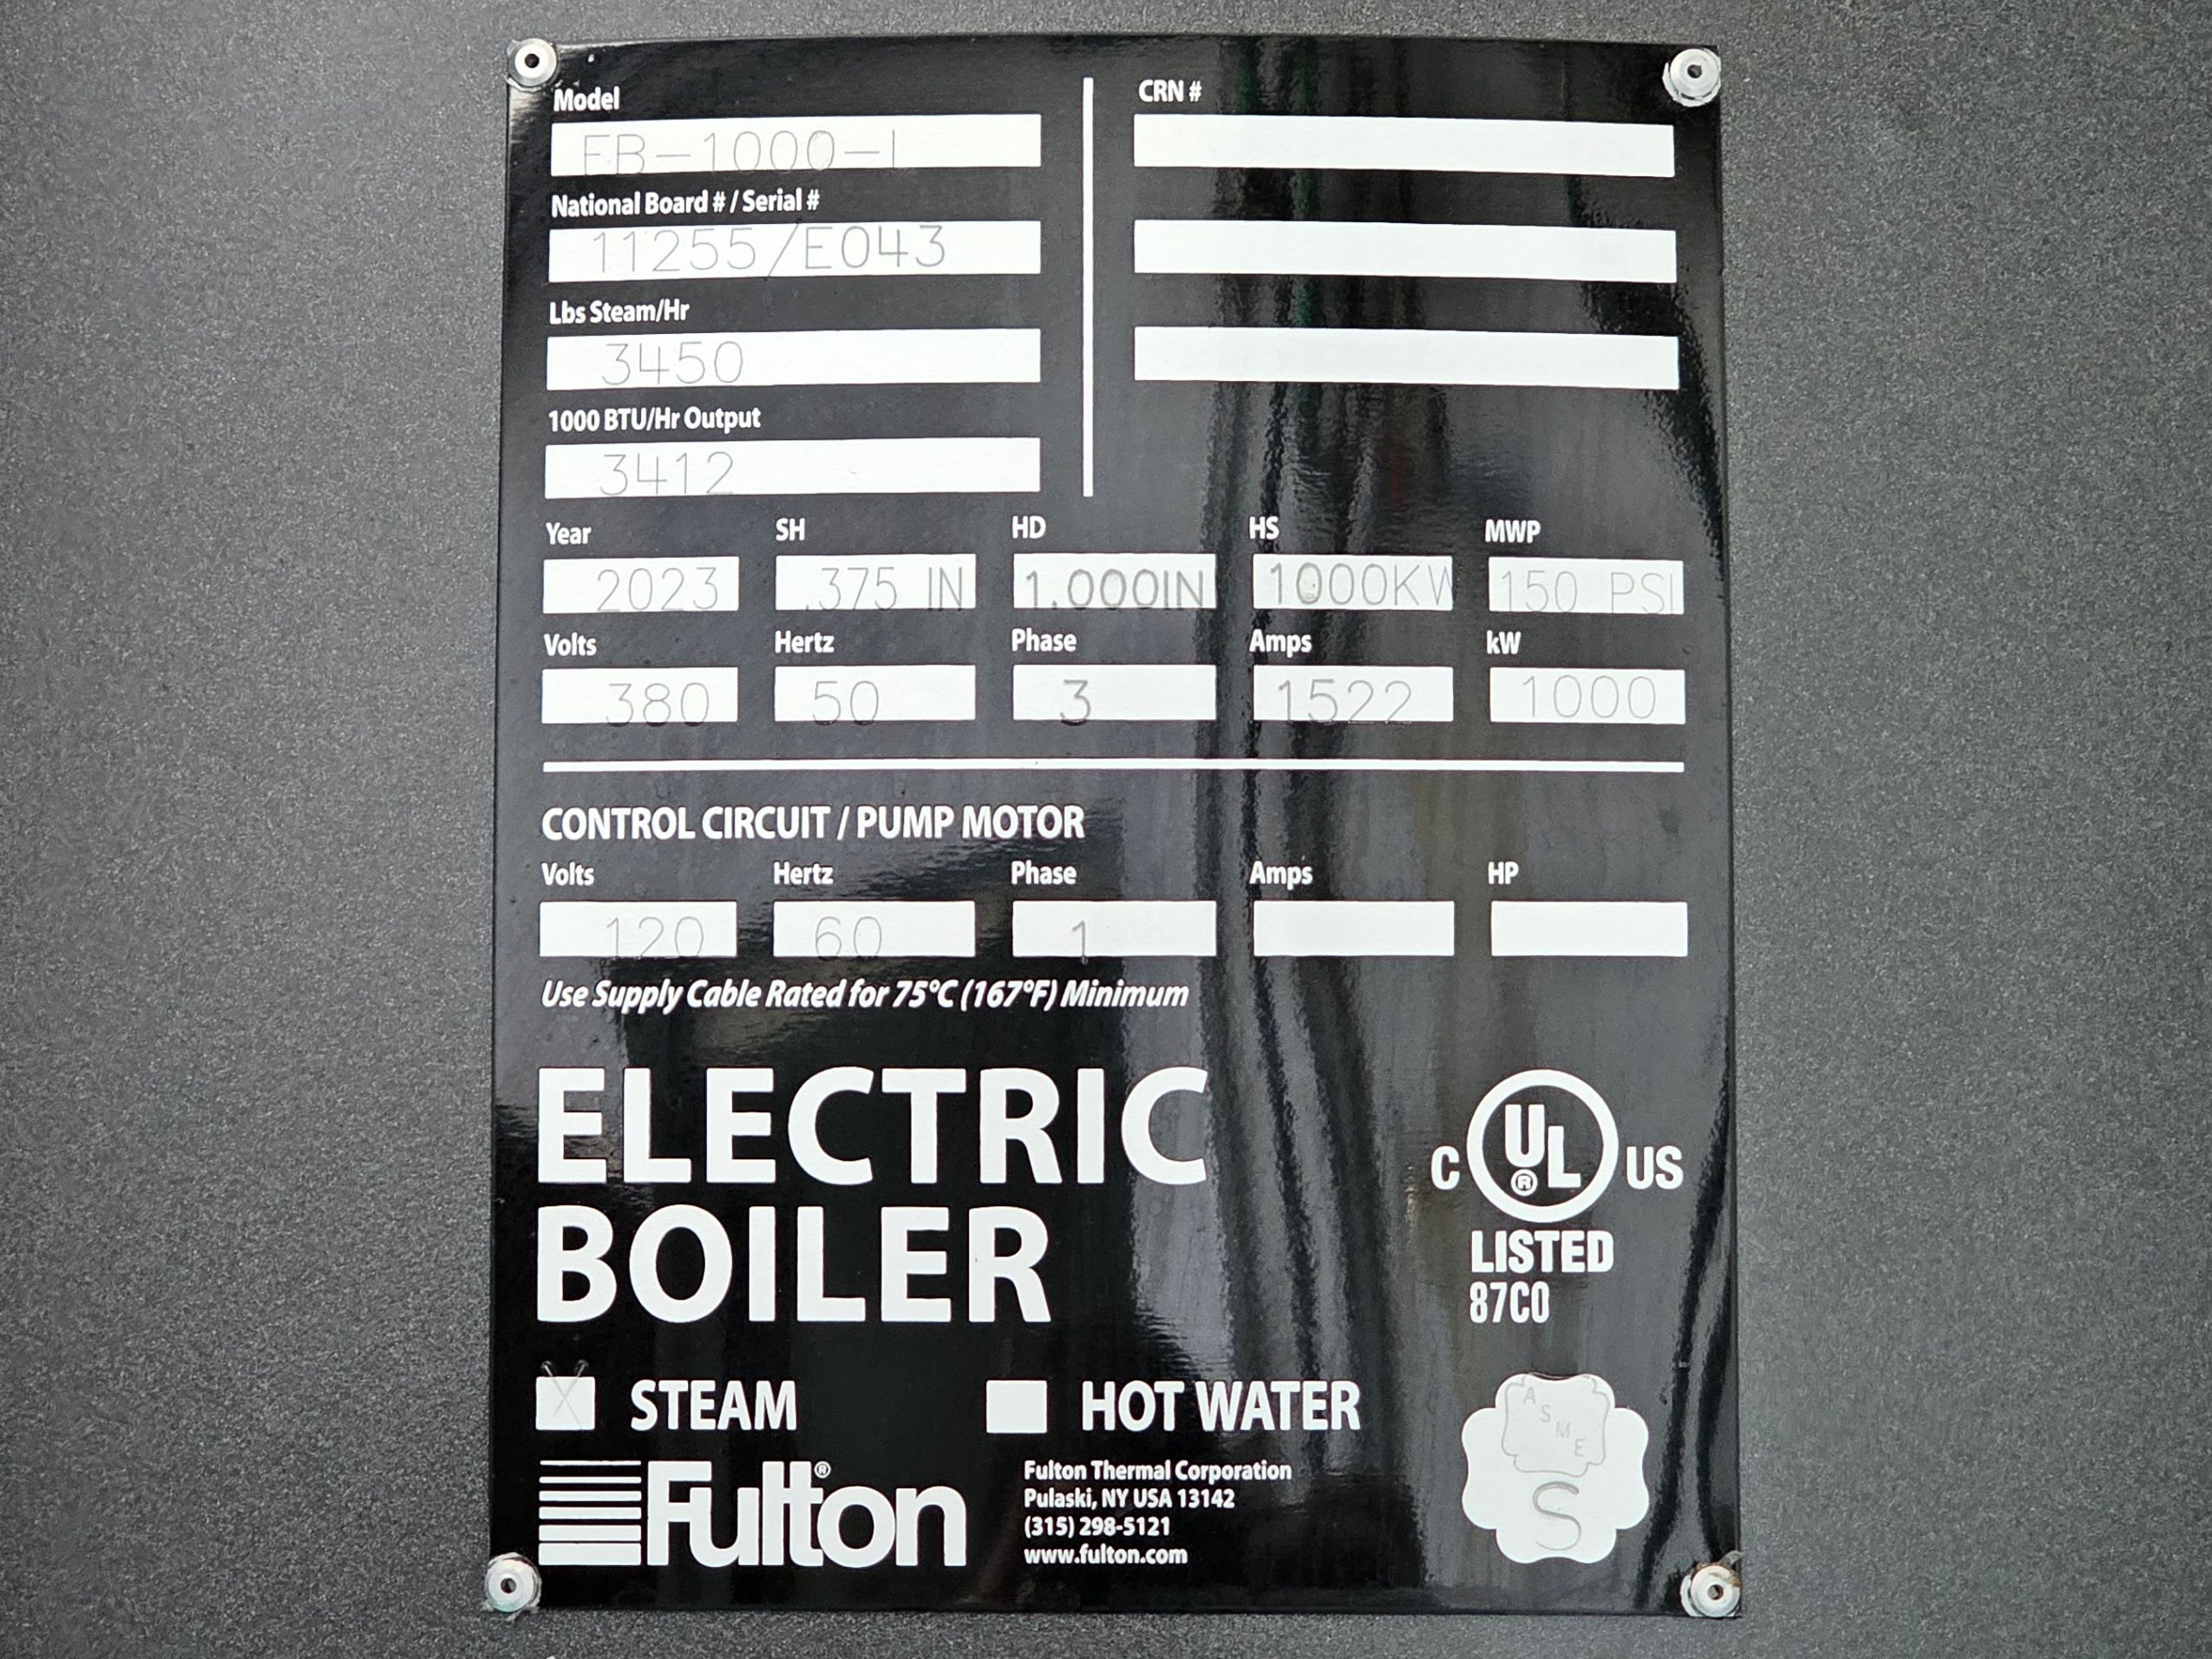 Model
CRN #
FB-1000-L
National Board # / Serial #
11255/E043
Lbs Steam/Hr
3450
1000 BTU/Hr Output
3412
Year SH HD HS MWP
2023 .375 IN 1.000IN 1000KW 150 PSI
Volts Hertz Phase Amps kW
380 50 3 1522 1000
CONTROL CIRCUIT / PUMP MOTOR
Volts Hertz Phase Amps HP
120 60 1
Use Supply Cable Rated for 75°C (167°F) Minimum
ELECTRIC
BOILER
C UL® US
LISTED
87C0
X STEAM HOT WATER
Fulton®
Fulton Thermal Corporation
Pulaski, NY USA 13142
(315) 298-5121
www.fulton.com
ASME
S